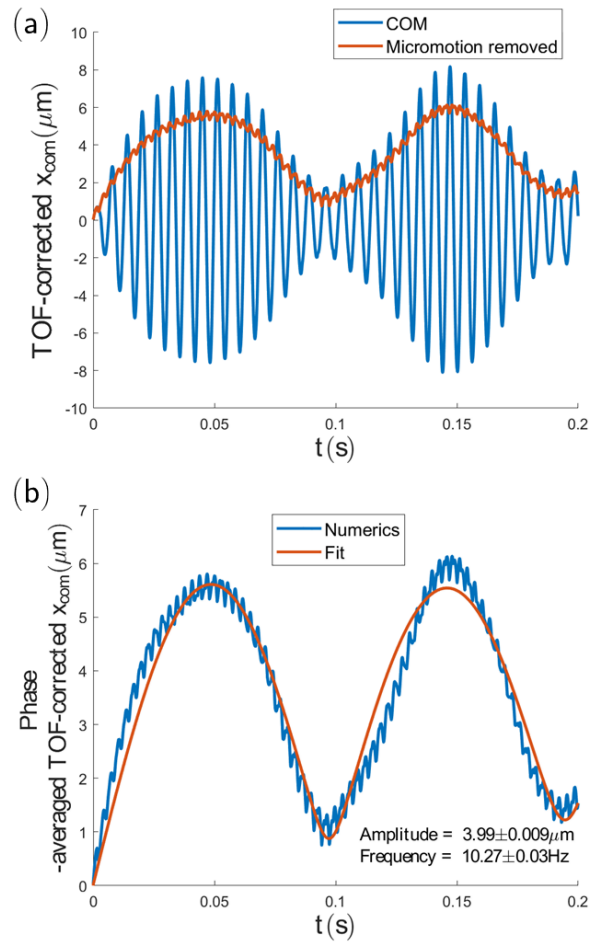 (a)
COM
Micromotion removed
TOF-corrected x_com(μm)
10
8
6
4
2
0
-2
-4
-6
-8
-10
0
0.05
0.1
0.15
0.2
t(s)
(b)
Numerics
Fit
Phase
-averaged TOF-corrected x_com(μm)
7
6
5
4
3
2
1
0
Amplitude = 3.99±0.009μm
Frequency = 10.27±0.03Hz
0
0.05
0.1
0.15
0.2
t(s)